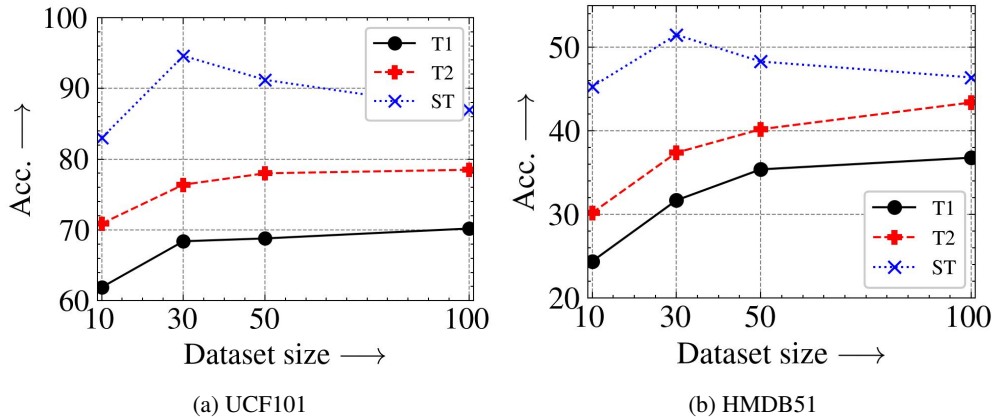 100
90
80
70
60
10 30 50 100
Acc. ⟶
Dataset size ⟶
T1
T2
ST
(a) UCF101
50
40
30
20
10 30 50 100
Acc. ⟶
Dataset size ⟶
T1
T2
ST
(b) HMDB51